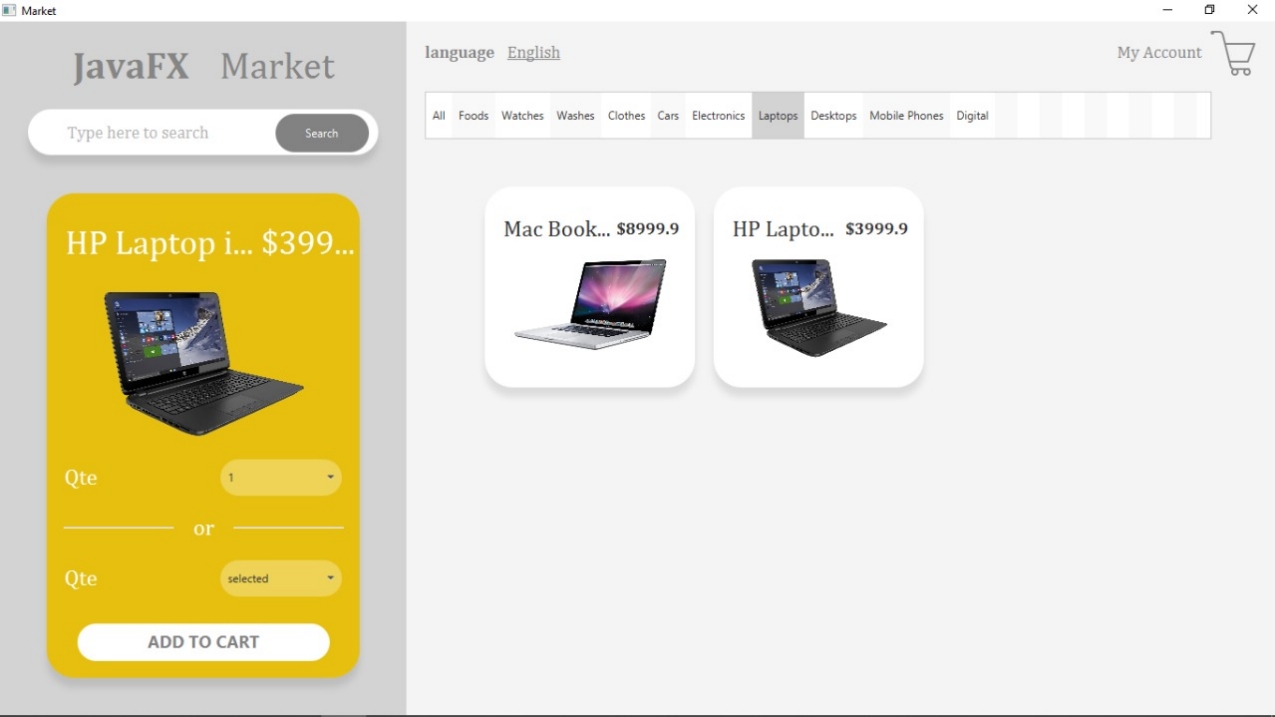 Market
JavaFX Market
Type here to search Search
HP Laptop i... $399...
Qte 1
or
Qte selected
ADD TO CART
language English
My Account
All Foods Watches Washes Clothes Cars Electronics Laptops Desktops Mobile Phones Digital
Mac Book... $8999.9
HP Lapto... $3999.9